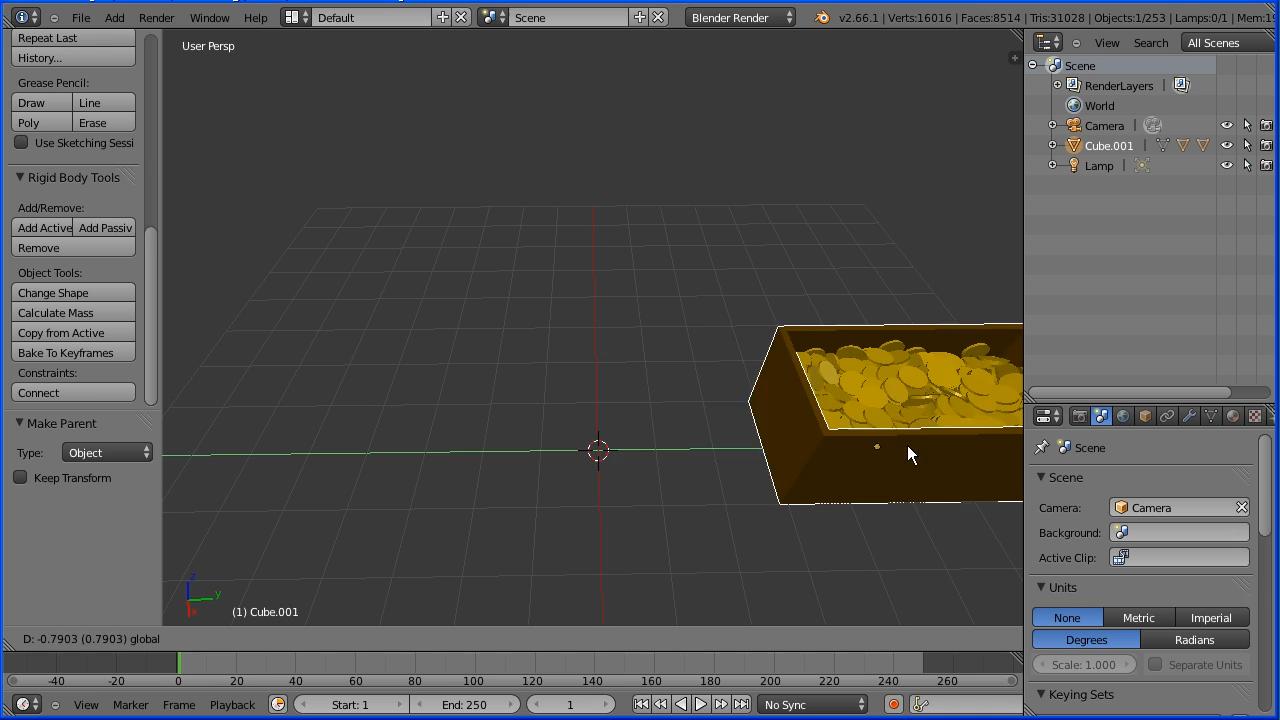 File Add Render Window Help Default Scene Blender Render v2.66.1 | Verts:16016 | Faces:8514 | Tris:31028 | Objects:1/253 | Lamps:0/1 | Mem:
Repeat Last
History...
Grease Pencil:
Draw Line
Poly Erase
Use Sketching Sessi
Rigid Body Tools
Add/Remove:
Add Active Add Passiv
Remove
Object Tools:
Change Shape
Calculate Mass
Copy from Active
Bake To Keyframes
Constraints:
Connect
Make Parent
Type: Object
Keep Transform
User Persp
z
y
x
(1) Cube.001
D: -0.7903 (0.7903) global
View Search All Scenes
Scene
RenderLayers |
World
Camera |
Cube.001 |
Lamp |
Scene
Scene
Camera: Camera
Background:
Active Clip:
Units
None Metric Imperial
Degrees Radians
Scale: 1.000 Separate Units
Keying Sets
-40 -20 0 20 40 60 80 100 120 140 160 180 200 220 240 260
View Marker Frame Playback Start: 1 End: 250 1 No Sync